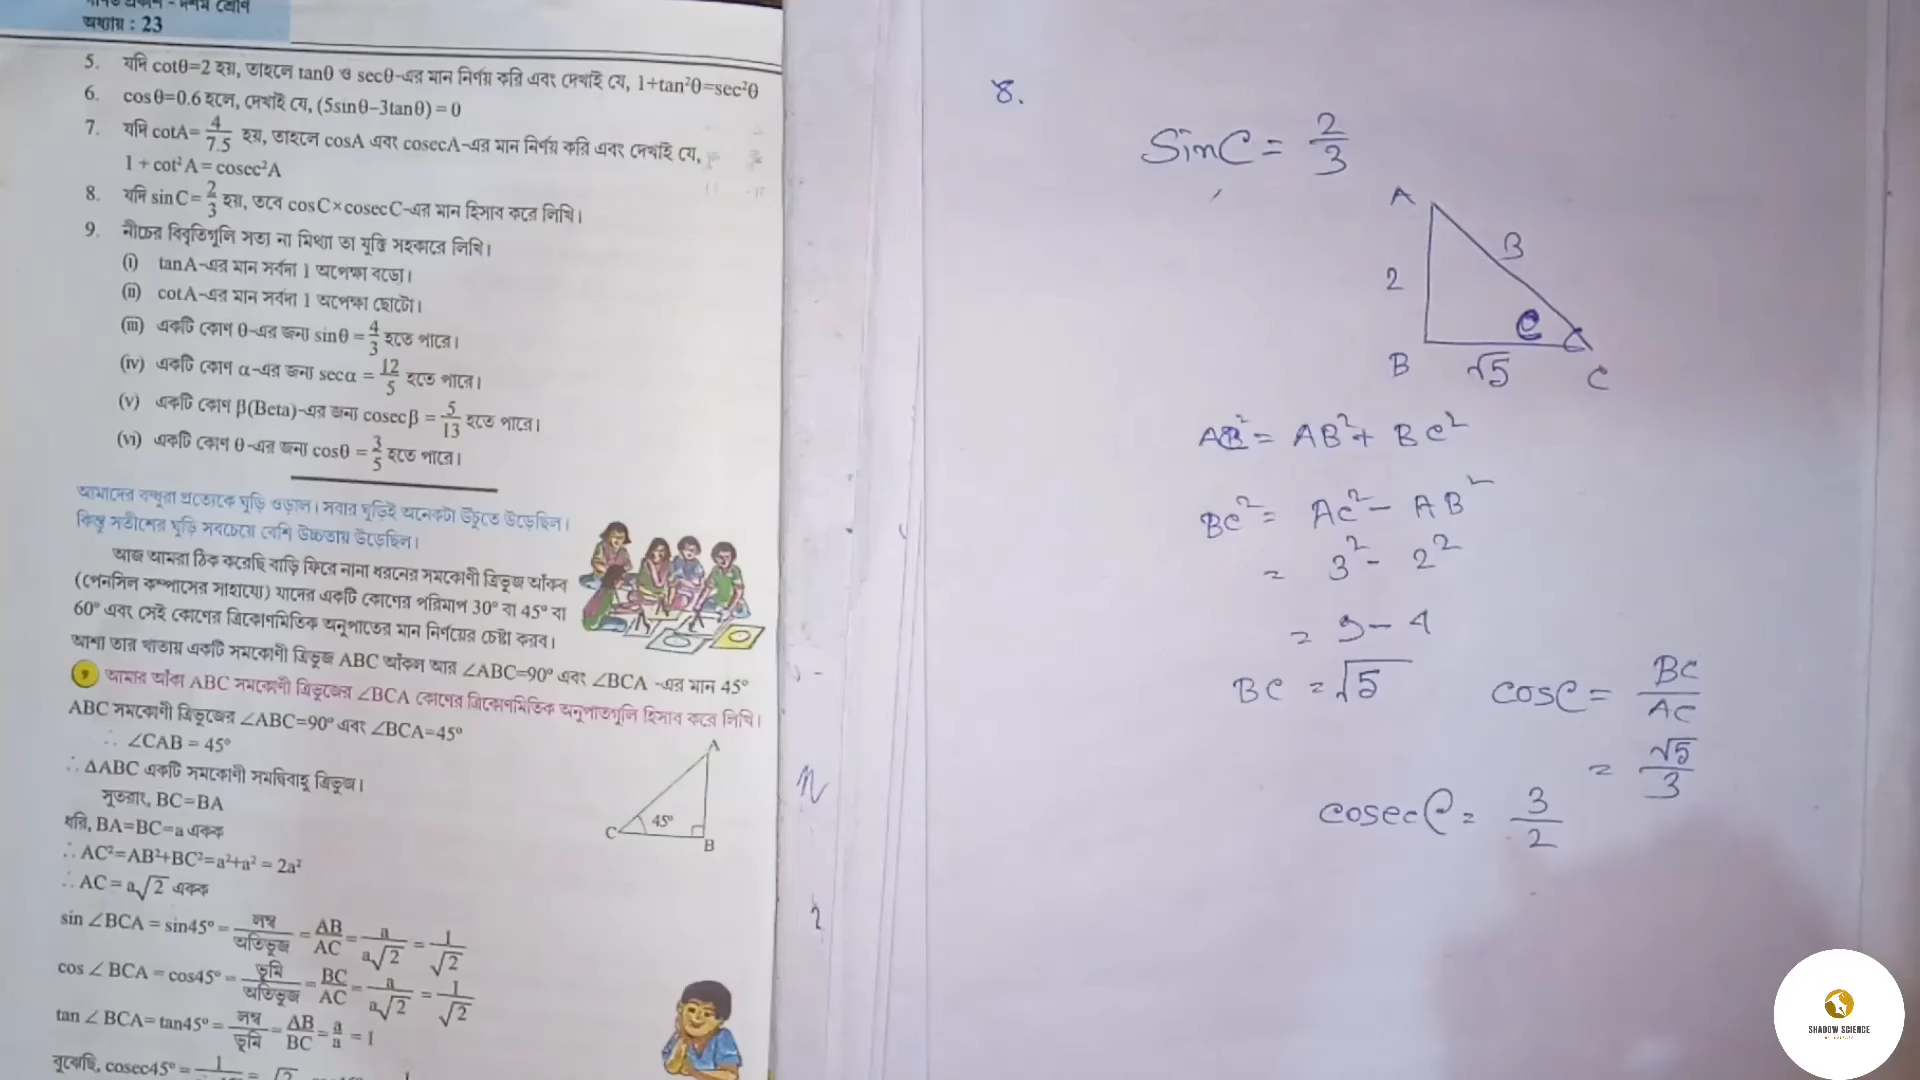 অধ্যায় : 23
5. যদি cotθ=2 হয়, তাহলে tanθ ও secθ-এর মান নির্ণয় করি এবং দেখাই যে, 1+tan²θ=sec²θ
6. cosθ=0.6 হলে, দেখাই যে, (5sinθ–3tanθ) = 0
7. যদি cotA= 4/7.5 হয়, তাহলে cosA এবং cosecA-এর মান নির্ণয় করি এবং দেখাই যে,
1 + cot²A = cosec²A
8. যদি sinC= 2/3 হয়, তবে cosC×cosecC-এর মান হিসাব করে লিখি।
9. নীচের বিবৃতিগুলি সত্য না মিথ্যা তা যুক্তি সহকারে লিখি।
(i) tanA-এর মান সর্বদা 1 অপেক্ষা বড়ো।
(ii) cotA-এর মান সর্বদা 1 অপেক্ষা ছোটো।
(iii) একটি কোণ θ-এর জন্য sinθ = 4/3 হতে পারে।
(iv) একটি কোণ α-এর জন্য secα = 12/5 হতে পারে।
(v) একটি কোণ β(Beta)-এর জন্য cosecβ = 5/13 হতে পারে।
(vi) একটি কোণ θ-এর জন্য cosθ = 3/5 হতে পারে।
আমাদের বন্ধুরা প্রত্যেকে ঘুড়ি ওড়াল। সবার ঘুড়িই অনেকটা উঁচুতে উড়েছিল।
কিন্তু সতীশের ঘুড়ি সবচেয়ে বেশি উচ্চতায় উড়েছিল।
আজ আমরা ঠিক করেছি বাড়ি ফিরে নানা ধরনের সমকোণী ত্রিভুজ আঁকব
(পেনসিল কম্পাসের সাহায্যে) যাদের একটি কোণের পরিমাপ 30° বা 45° বা
60° এবং সেই কোণের ত্রিকোণমিতিক অনুপাতের মান নির্ণয়ের চেষ্টা করব।
আশা তার খাতায় একটি সমকোণী ত্রিভুজ ABC আঁকল আর ∠ABC=90° এবং ∠BCA -এর মান 45°
আমার আঁকা ABC সমকোণী ত্রিভুজের ∠BCA কোণের ত্রিকোণমিতিক অনুপাতগুলি হিসাব করে লিখি।
ABC সমকোণী ত্রিভুজের ∠ABC=90° এবং ∠BCA=45°
∴ ∠CAB = 45°
∴ ΔABC একটি সমকোণী সমদ্বিবাহু ত্রিভুজ।
সুতরাং, BC=BA
ধরি, BA=BC=a একক
∴ AC²=AB²+BC²=a²+a² = 2a²
∴ AC = a√2 একক
A
C 45° B
sin ∠BCA = sin45° = লম্ব/অতিভুজ = AB/AC = a/a√2 = 1/√2
cos ∠BCA = cos45° = ভূমি/অতিভুজ = BC/AC = a/a√2 = 1/√2
tan ∠BCA= tan45° = লম্ব/ভূমি = AB/BC = a/a = 1
বুঝেছি, cosec45° =
8.
SinC = 2/3
A
3
2
C
B √5 C
AC² = AB² + BC²
BC² = AC² – AB²
= 3² – 2²
= 9 – 4
BC = √5
cosC = BC/AC
= √5/3
cosecC = 3/2
SHADOW SCIENCE